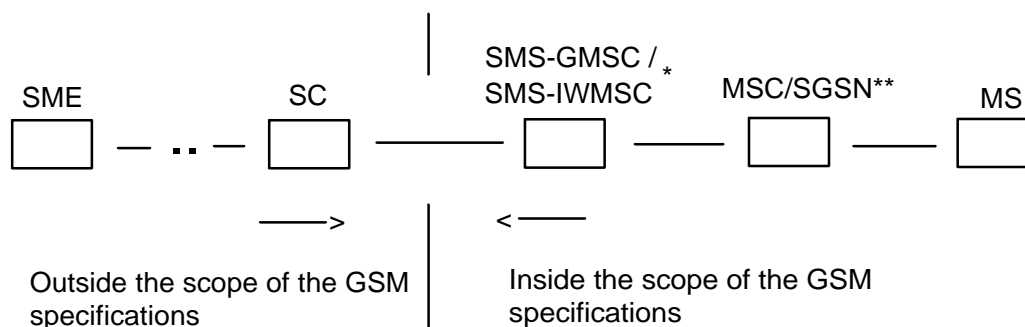 SME
SC
SMS-GMSC /
SMS-IWMSC *
MSC/SGSN**
MS
Outside the scope of the GSM
specifications
Inside the scope of the GSM
specifications